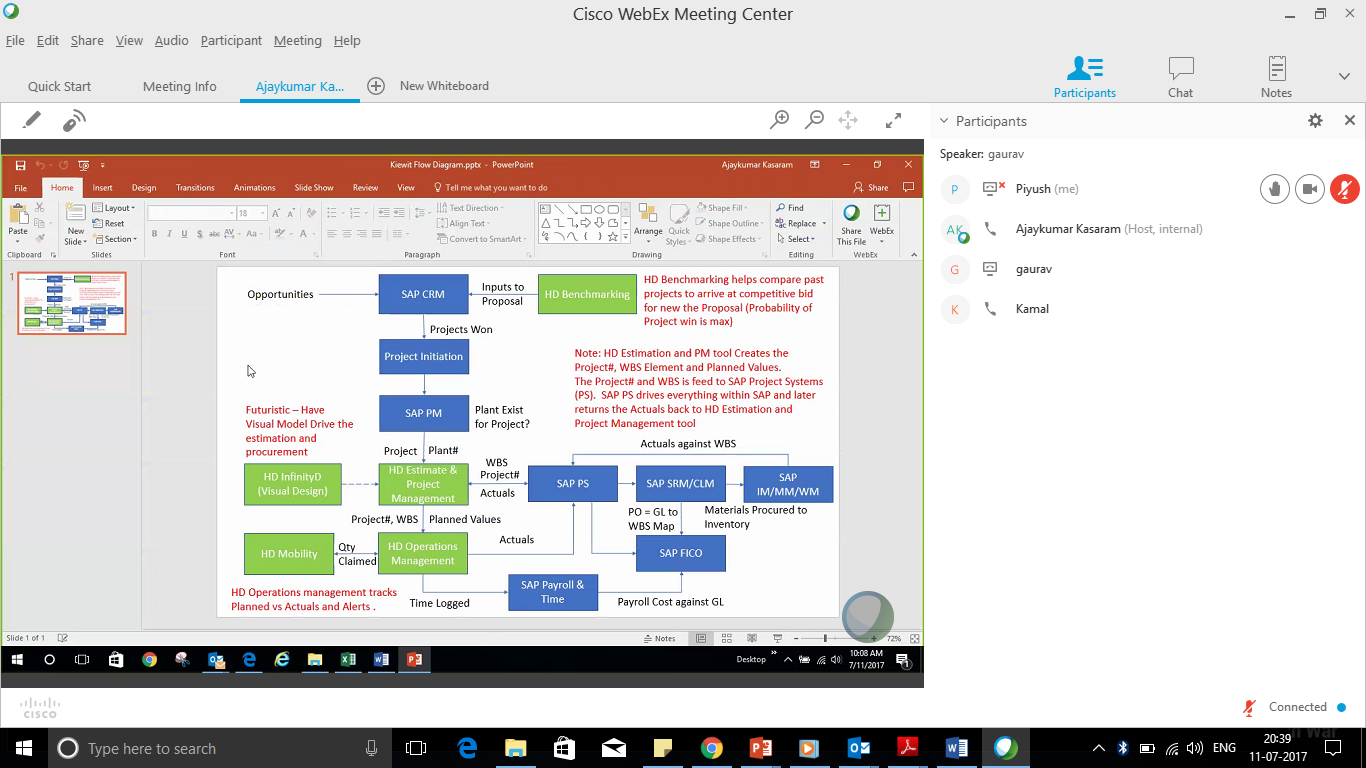 Cisco WebEx Meeting Center
File Edit Share View Audio Participant Meeting Help
Quick Start
Meeting Info
Ajaykumar Ka...
New Whiteboard
Participants
Chat
Notes
Kiewit Flow Diagram.pptx - PowerPoint
Ajaykumar Kasaram
File Home Insert Design Transitions Animations Slide Show Review View Tell me what you want to do
Share
Paste
Clipboard
New
Slide
Layout
Reset
Section
Slides
18
B I U S abc AV Aa A
Font
Paragraph
Text Direction
Align Text
Convert to SmartArt
Arrange
Quick
Styles
Shape Fill
Shape Outline
Shape Effects
Drawing
Find
Replace
Select
Editing
Share
This File
WebEx
WebEx
1
Opportunities
SAP CRM
Inputs to
Proposal
HD Benchmarking
HD Benchmarking helps compare past
projects to arrive at competitive bid
for new the Proposal (Probability of
Project win is max)
Projects Won
Project Initiation
Note: HD Estimation and PM tool Creates the
Project#, WBS Element and Planned Values.
The Project# and WBS is feed to SAP Project Systems
(PS). SAP PS drives everything within SAP and later
returns the Actuals back to HD Estimation and
Project Management tool
SAP PM
Plant Exist
for Project?
Futuristic – Have
Visual Model Drive the
estimation and
procurement
Project
Plant#
Actuals against WBS
HD InfinityD
(Visual Design)
HD Estimate &
Project
Management
WBS
Project#
Actuals
SAP PS
SAP SRM/CLM
SAP
IM/MM/WM
Project#, WBS
Planned Values
PO = GL to
WBS Map
Materials Procured to
Inventory
HD Mobility
Qty
Claimed
HD Operations
Management
Actuals
SAP FICO
HD Operations management tracks
Planned vs Actuals and Alerts .
Time Logged
SAP Payroll &
Time
Payroll Cost against GL
Slide 1 of 1
Notes
72%
Desktop
10:08 AM
7/11/2017
1
Participants
Speaker: gaurav
P
Piyush (me)
AK
Ajaykumar Kasaram (Host, internal)
G
gaurav
K
Kamal
CISCO
Connected
Type here to search
ENG
20:39
11-07-2017